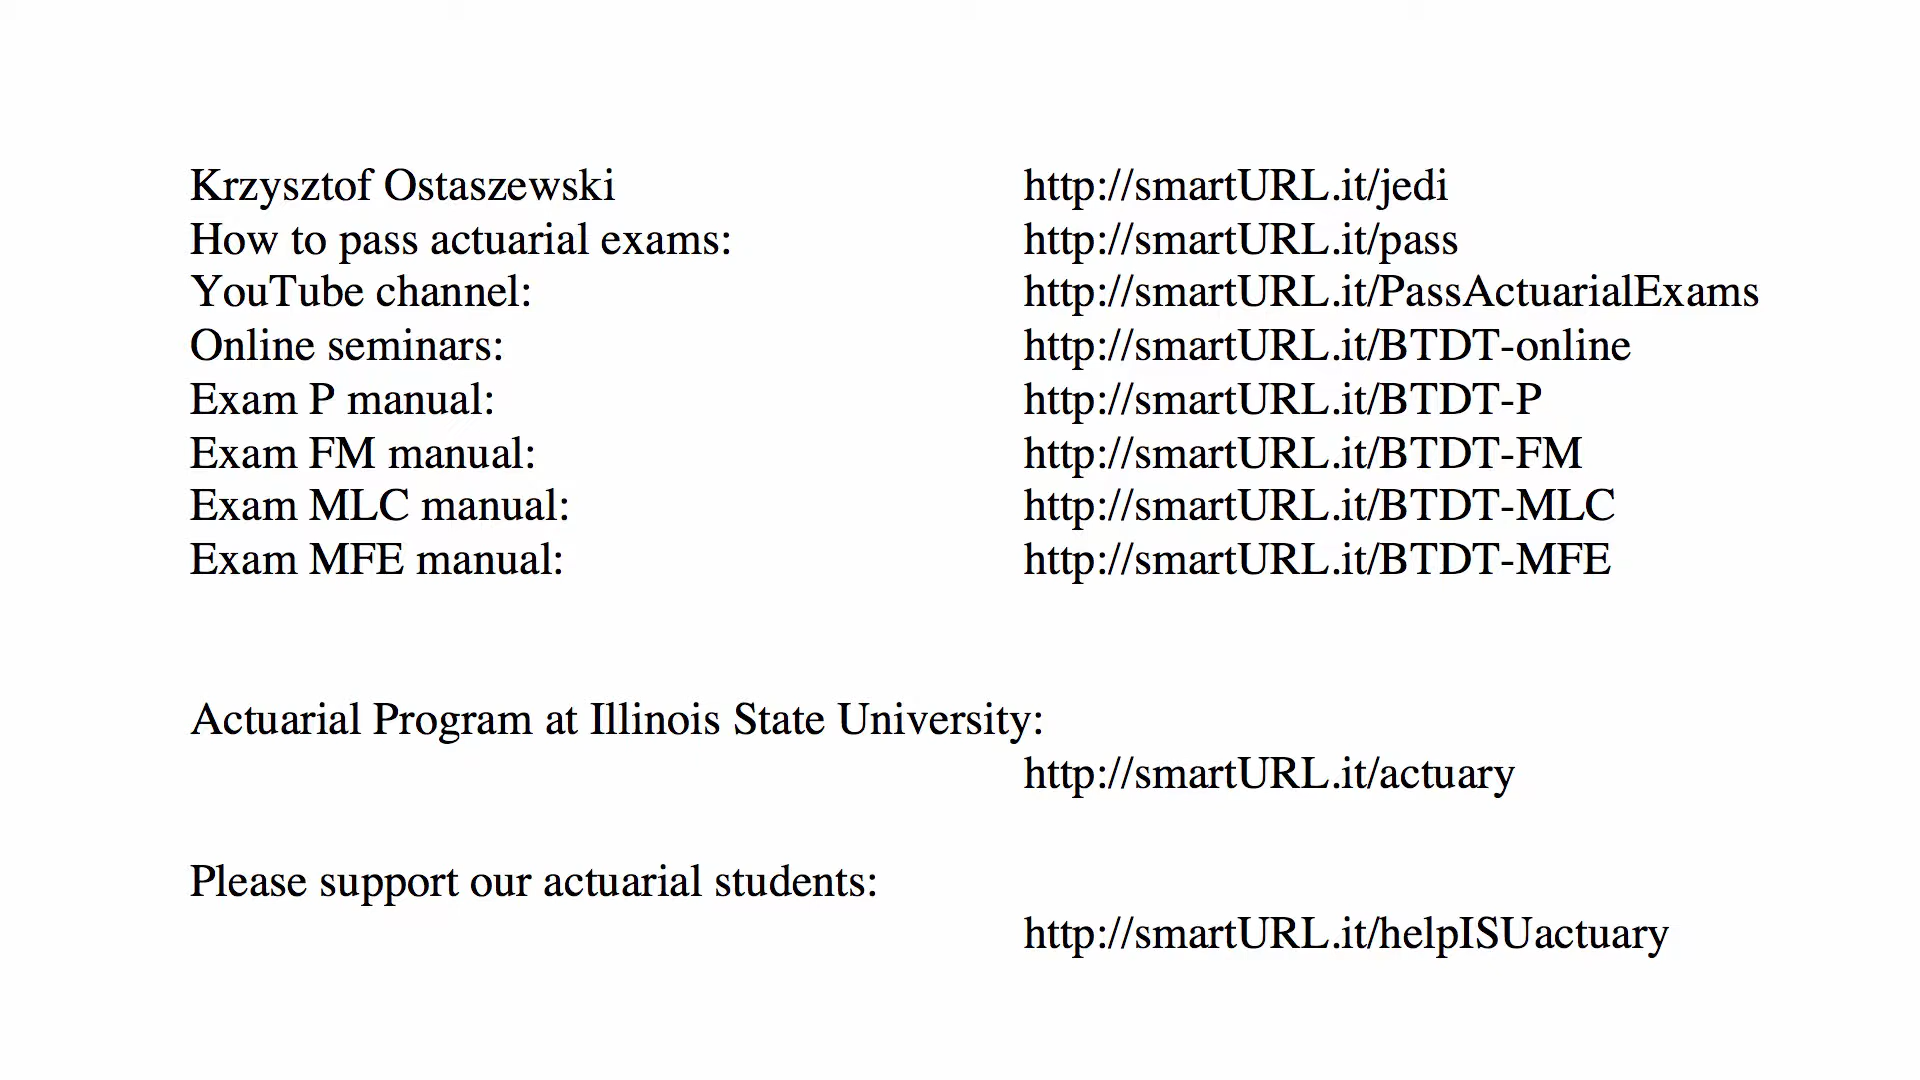 Krzysztof Ostaszewski http://smartURL.it/jedi
How to pass actuarial exams: http://smartURL.it/pass
YouTube channel: http://smartURL.it/PassActuarialExams
Online seminars: http://smartURL.it/BTDT-online
Exam P manual: http://smartURL.it/BTDT-P
Exam FM manual: http://smartURL.it/BTDT-FM
Exam MLC manual: http://smartURL.it/BTDT-MLC
Exam MFE manual: http://smartURL.it/BTDT-MFE
Actuarial Program at Illinois State University:
http://smartURL.it/actuary
Please support our actuarial students:
http://smartURL.it/helpISUactuary